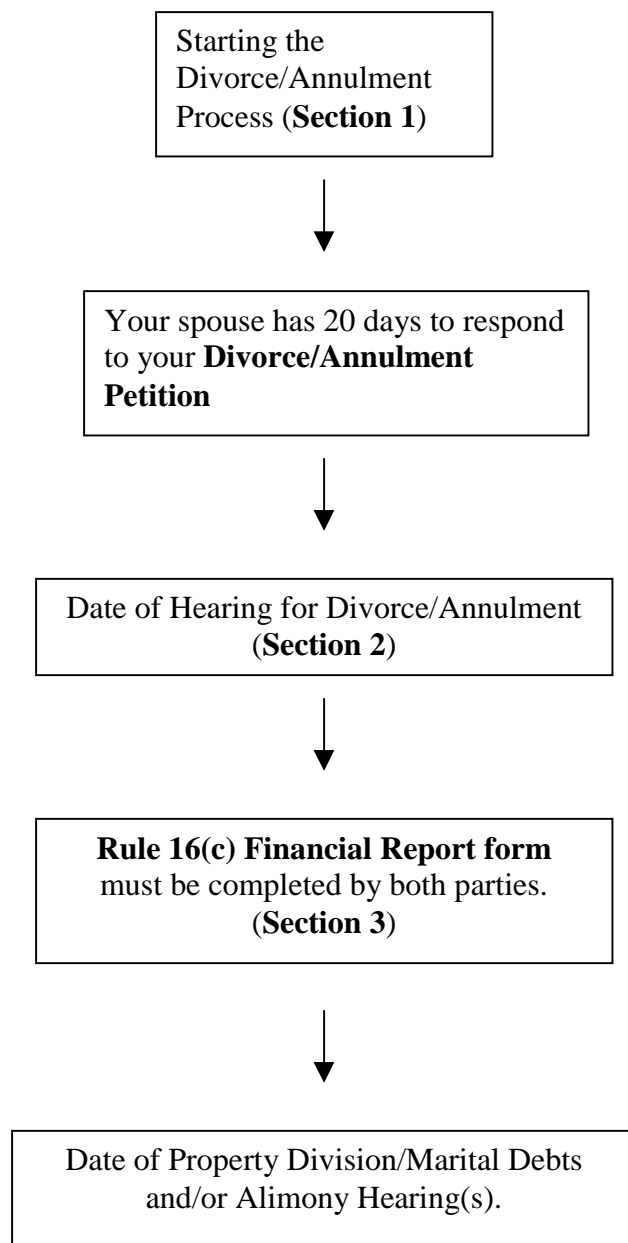 Starting the
Divorce/Annulment
Process (Section 1)
Your spouse has 20 days to respond
to your Divorce/Annulment
Petition
Date of Hearing for Divorce/Annulment
(Section 2)
Rule 16(c) Financial Report form
must be completed by both parties.
(Section 3)
Date of Property Division/Marital Debts
and/or Alimony Hearing(s).